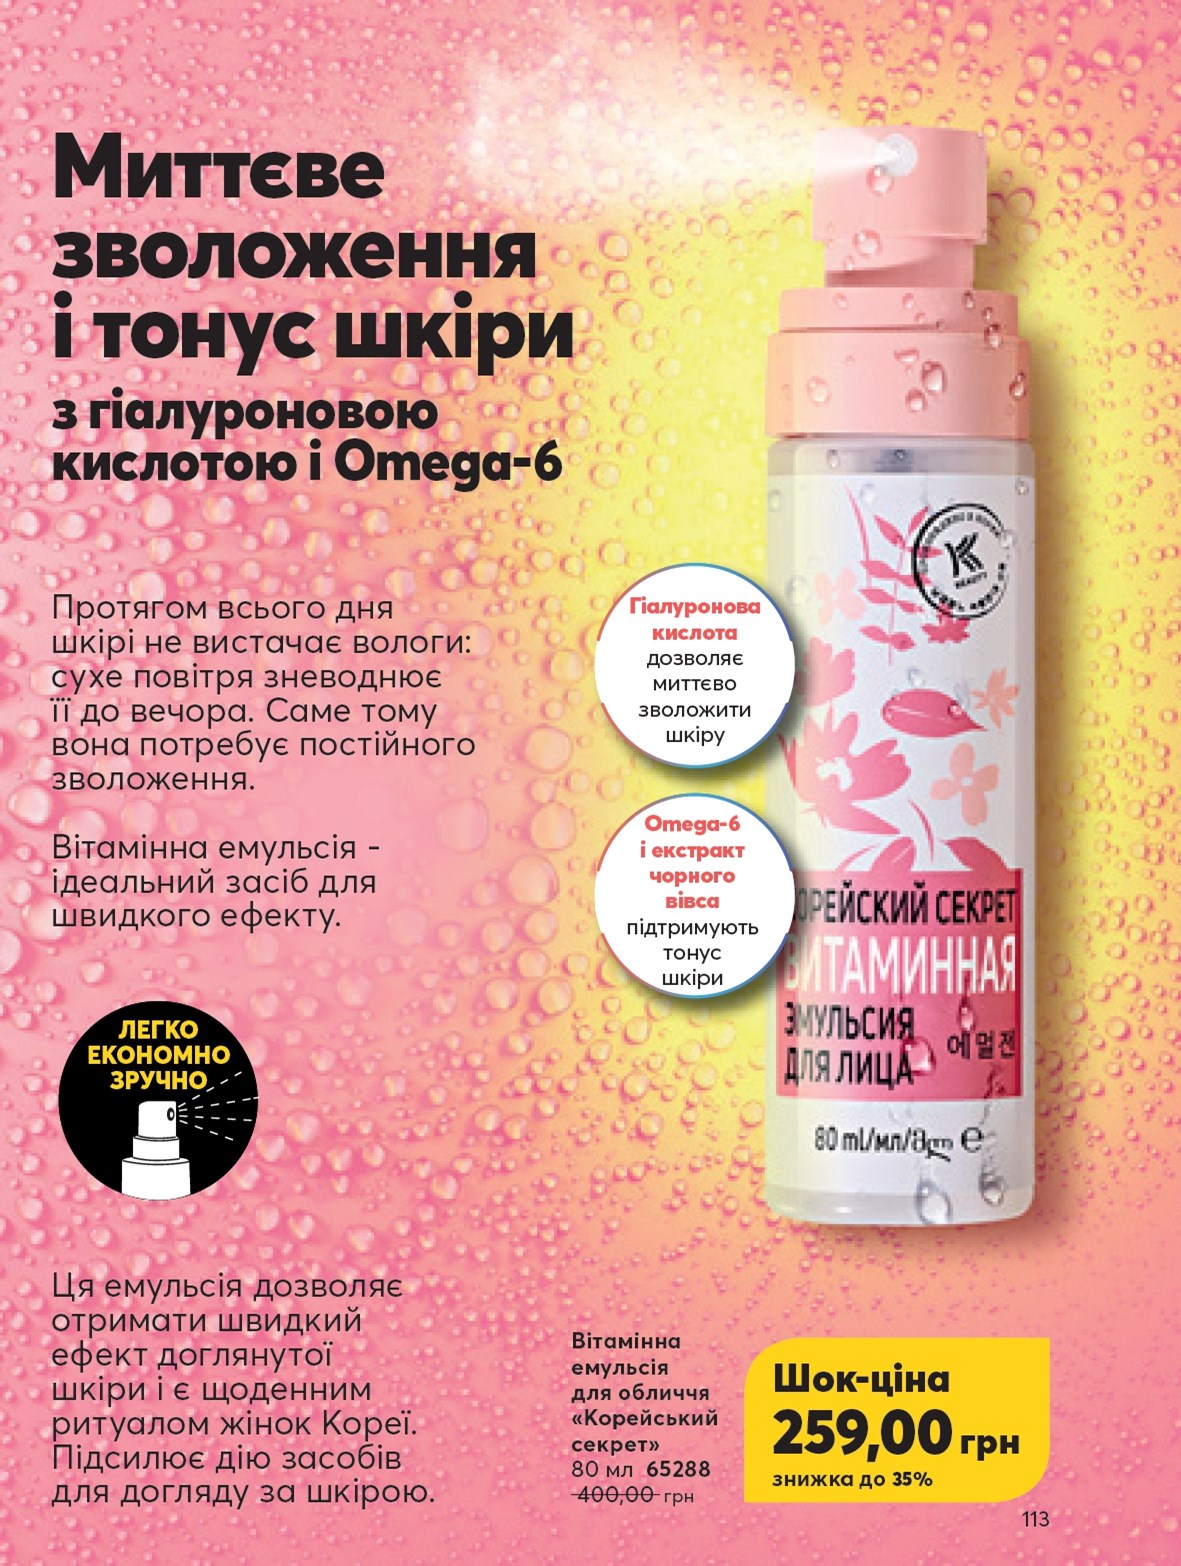 Миттєве
зволоження
і тонус шкіри
з гіалуроновою
кислотою і Omega-6
Протягом всього дня
шкірі не вистачає вологи:
сухе повітря зневоднює
її до вечора. Саме тому
вона потребує постійного
зволоження.
Вітамінна емульсія -
ідеальний засіб для
швидкого ефекту.
Гіалуронова
кислота
дозволяє
миттєво
зволожити
шкіру
Omega-6
і екстракт
чорного
вівса
підтримують
тонус
шкіри
K
BEAUTY
СЕКРЕТ
ВИТАМИННАЯ
ЭМУЛЬСИЯ
ДЛЯ ЛИЦА
에멀전
80 ml/мл/მლ e
ЛЕГКО
ЕКОНОМНО
ЗРУЧНО
Ця емульсія дозволяє
отримати швидкий
ефект доглянутої
шкіри і є щоденним
ритуалом жінок Кореї.
Підсилює дію засобів
для догляду за шкірою.
Вітамінна
емульсія
для обличчя
«Корейський
секрет»
80 мл 65288
400,00 грн
Шок-ціна
259,00 грн
знижка до 35%
113